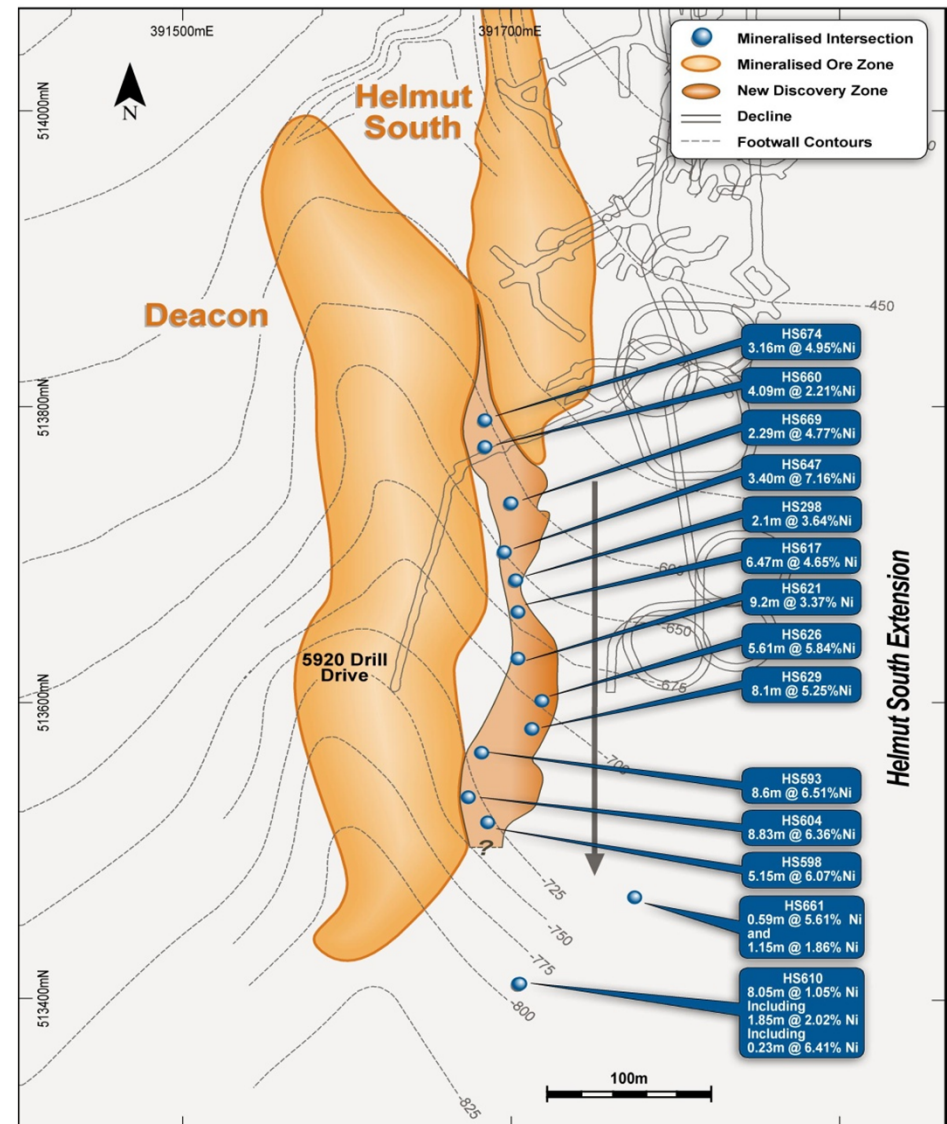 391500mE
391700mE
514000mN
513800mN
513600mN
513400mN
N
Mineralised Intersection
Mineralised Ore Zone
New Discovery Zone
Decline
Footwall Contours
Helmut
South
Deacon
-450
HS674
3.16m @ 4.95%Ni
HS660
4.09m @ 2.21%Ni
HS669
2.29m @ 4.77%Ni
HS647
3.40m @ 7.16%Ni
HS298
2.1m @ 3.64%Ni
HS617
6.47m @ 4.65% Ni
HS621
9.2m @ 3.37% Ni
HS626
5.61m @ 5.84%Ni
HS629
8.1m @ 5.25%Ni
HS593
8.6m @ 6.51%Ni
HS604
8.83m @ 6.36%Ni
HS598
5.15m @ 6.07%Ni
HS661
0.59m @ 5.61% Ni
and
1.15m @ 1.86% Ni
HS610
8.05m @ 1.05% Ni
Including
1.85m @ 2.02% Ni
Including
0.23m @ 6.41% Ni
Helmut South Extension
5920 Drill
Drive
-650
-675
-700
?
-725
-750
-775
-800
-825
100m